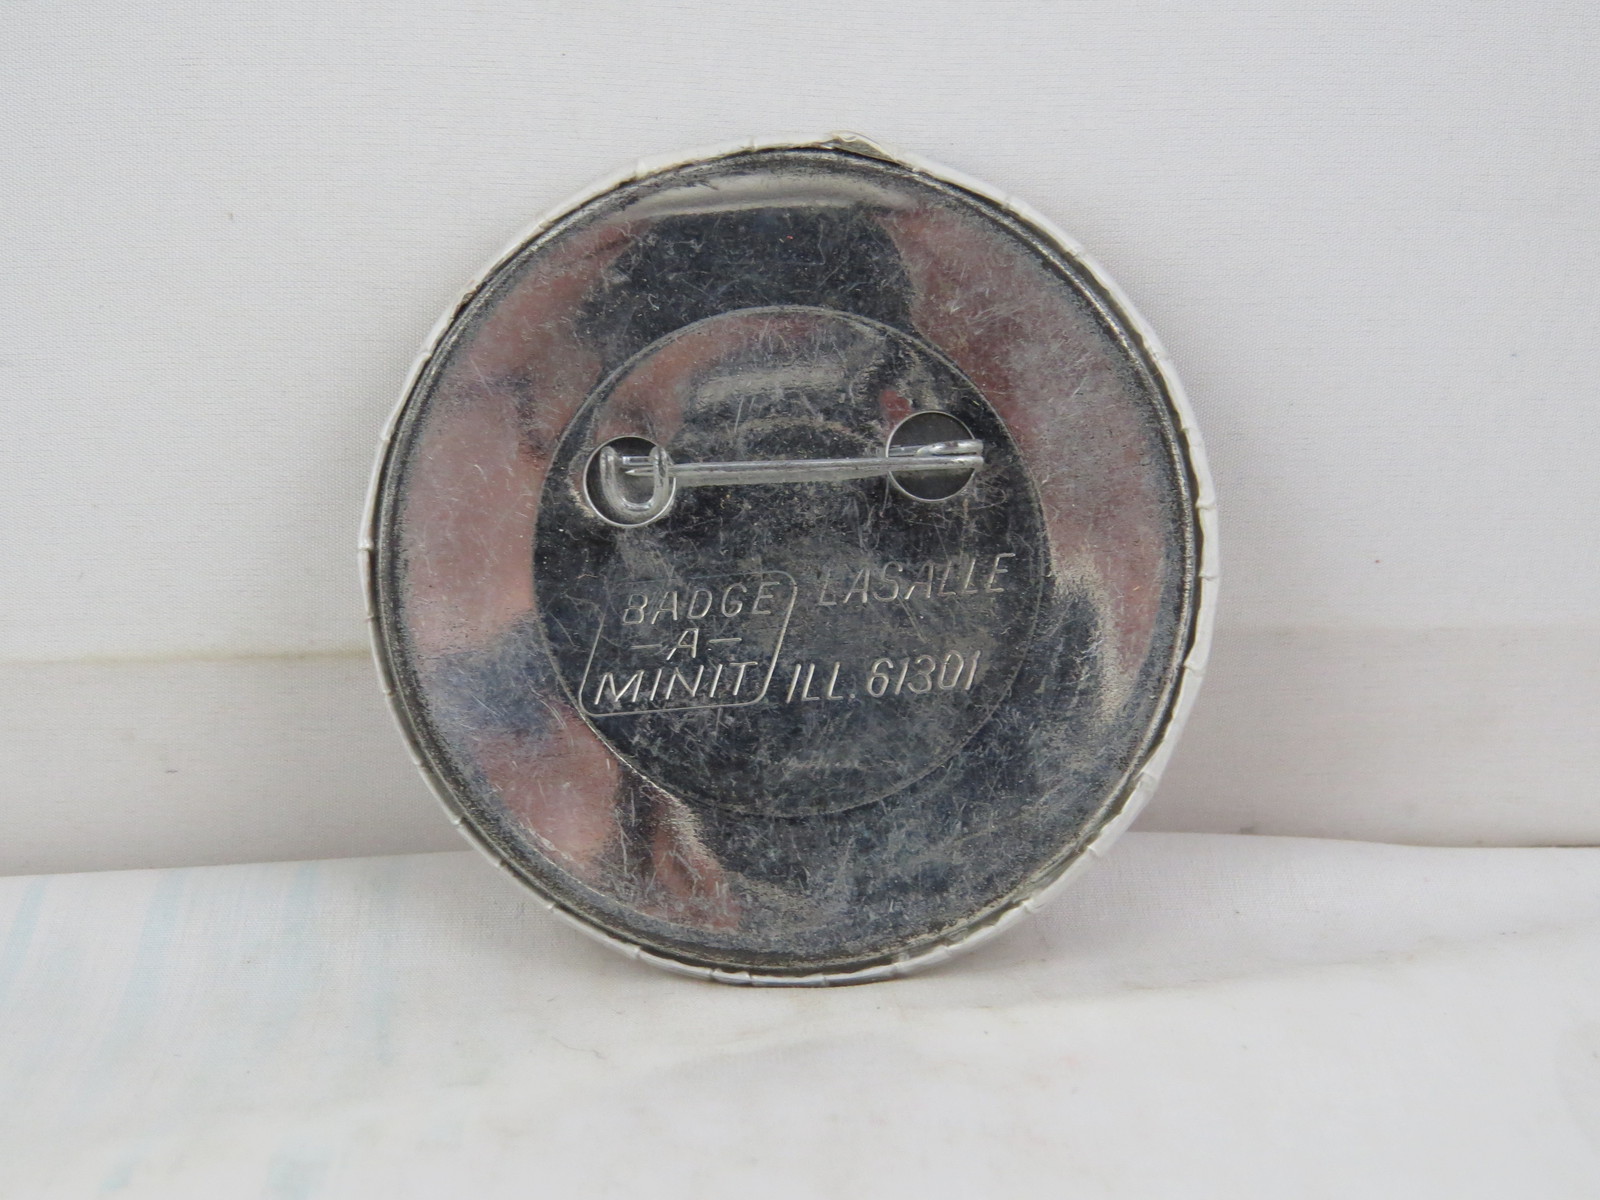 BADGE
-A-
MINIT
LASALLE
ILL. 61301